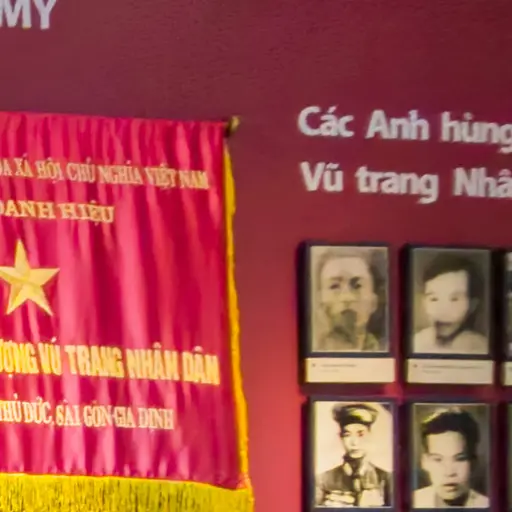 MY
Các Anh hùng
Vũ trang Nhâ
XÃ HỘI CHỦ NGHĨA VIỆT NAM
DANH HIỆU
VŨ TRANG NHÂN DÂN
THỦ ĐỨC, SÀI GÒN-GIA ĐỊNH